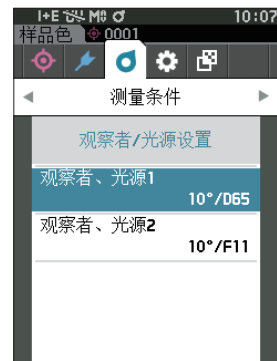 I+E M0 10:07
样品色 0001
测量条件
观察者/光源设置
观察者、光源1
10°/D65
观察者、光源2
10°/F11